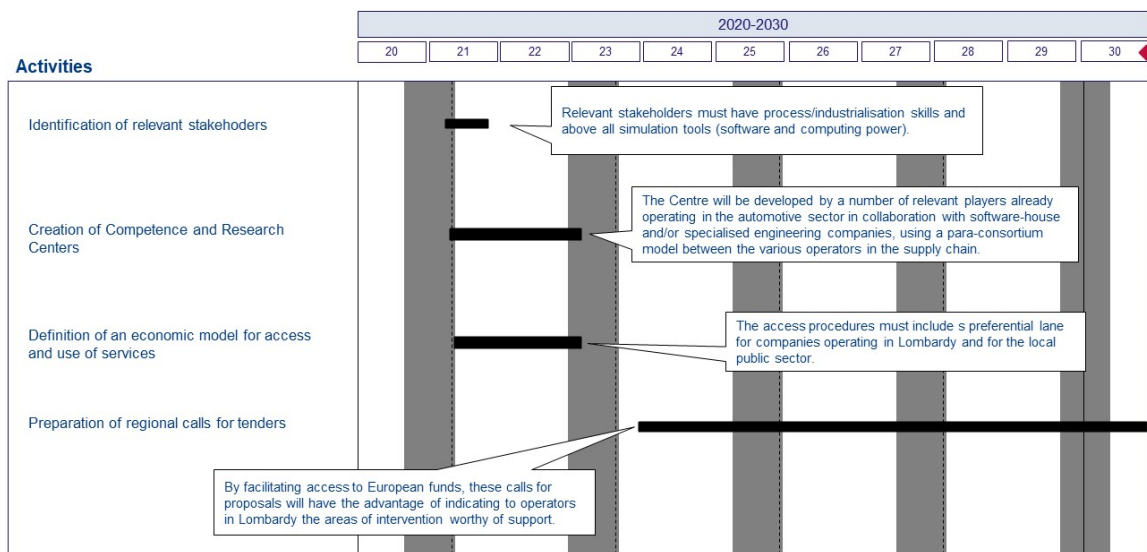 2020-2030
20 21 22 23 24 25 26 27 28 29 30
Activities
Identification of relevant stakehoders
Relevant stakeholders must have process/industrialisation skills and
above all simulation tools (software and computing power).
Creation of Competence and Research
Centers
The Centre will be developed by a number of relevant players already
operating in the automotive sector in collaboration with software-house
and/or specialised engineering companies, using a para-consortium
model between the various operators in the supply chain.
Definition of an economic model for access
and use of services
The access procedures must include s preferential lane
for companies operating in Lombardy and for the local
public sector.
Preparation of regional calls for tenders
By facilitating access to European funds, these calls for
proposals will have the advantage of indicating to operators
in Lombardy the areas of intervention worthy of support.